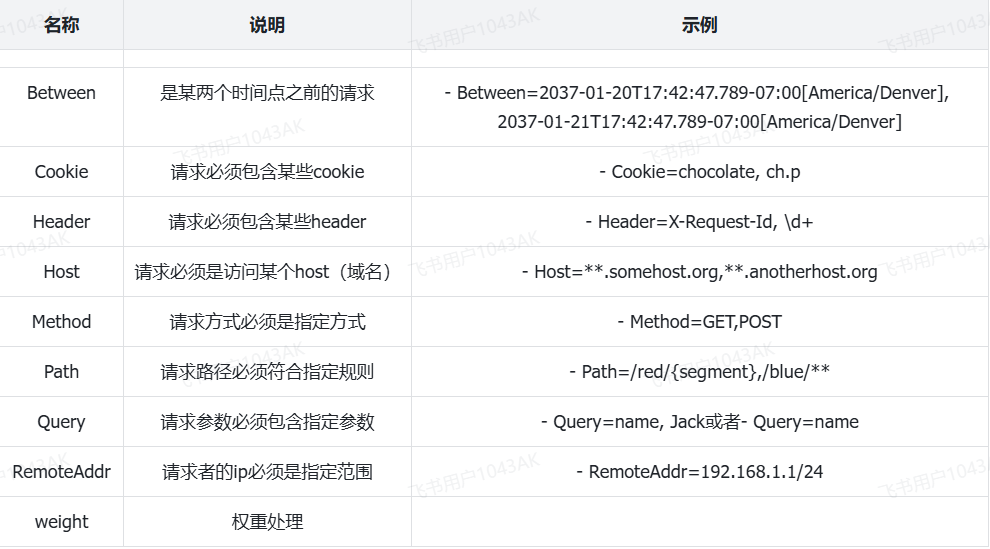 名称 说明 示例
Between 是某两个时间点之前的请求 - Between=2037-01-20T17:42:47.789-07:00[America/Denver],
2037-01-21T17:42:47.789-07:00[America/Denver]
Cookie 请求必须包含某些cookie - Cookie=chocolate, ch.p
Header 请求必须包含某些header - Header=X-Request-Id, \d+
Host 请求必须是访问某个host（域名） - Host=**.somehost.org,**.anotherhost.org
Method 请求方式必须是指定方式 - Method=GET,POST
Path 请求路径必须符合指定规则 - Path=/red/{segment},/blue/**
Query 请求参数必须包含指定参数 - Query=name, Jack或者- Query=name
RemoteAddr 请求者的ip必须是指定范围 - RemoteAddr=192.168.1.1/24
weight 权重处理
飞书用户1043AK